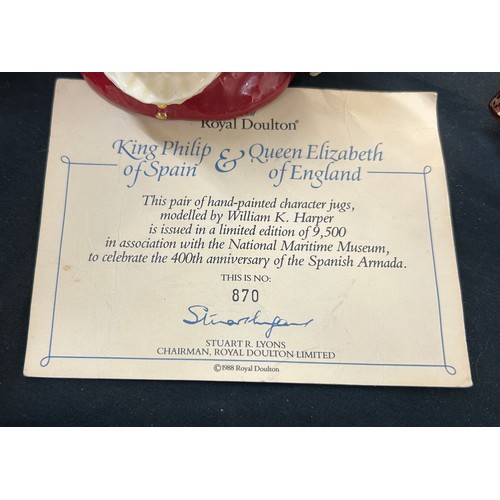 Royal Doulton®
King Philip & Queen Elizabeth
of Spain of England
This pair of hand-painted character jugs,
modelled by William K. Harper
is issued in a limited edition of 9,500
in association with the National Maritime Museum,
to celebrate the 400th anniversary of the Spanish Armada.
THIS IS NO:
870
STUART R. LYONS
CHAIRMAN, ROYAL DOULTON LIMITED
©1988 Royal Doulton